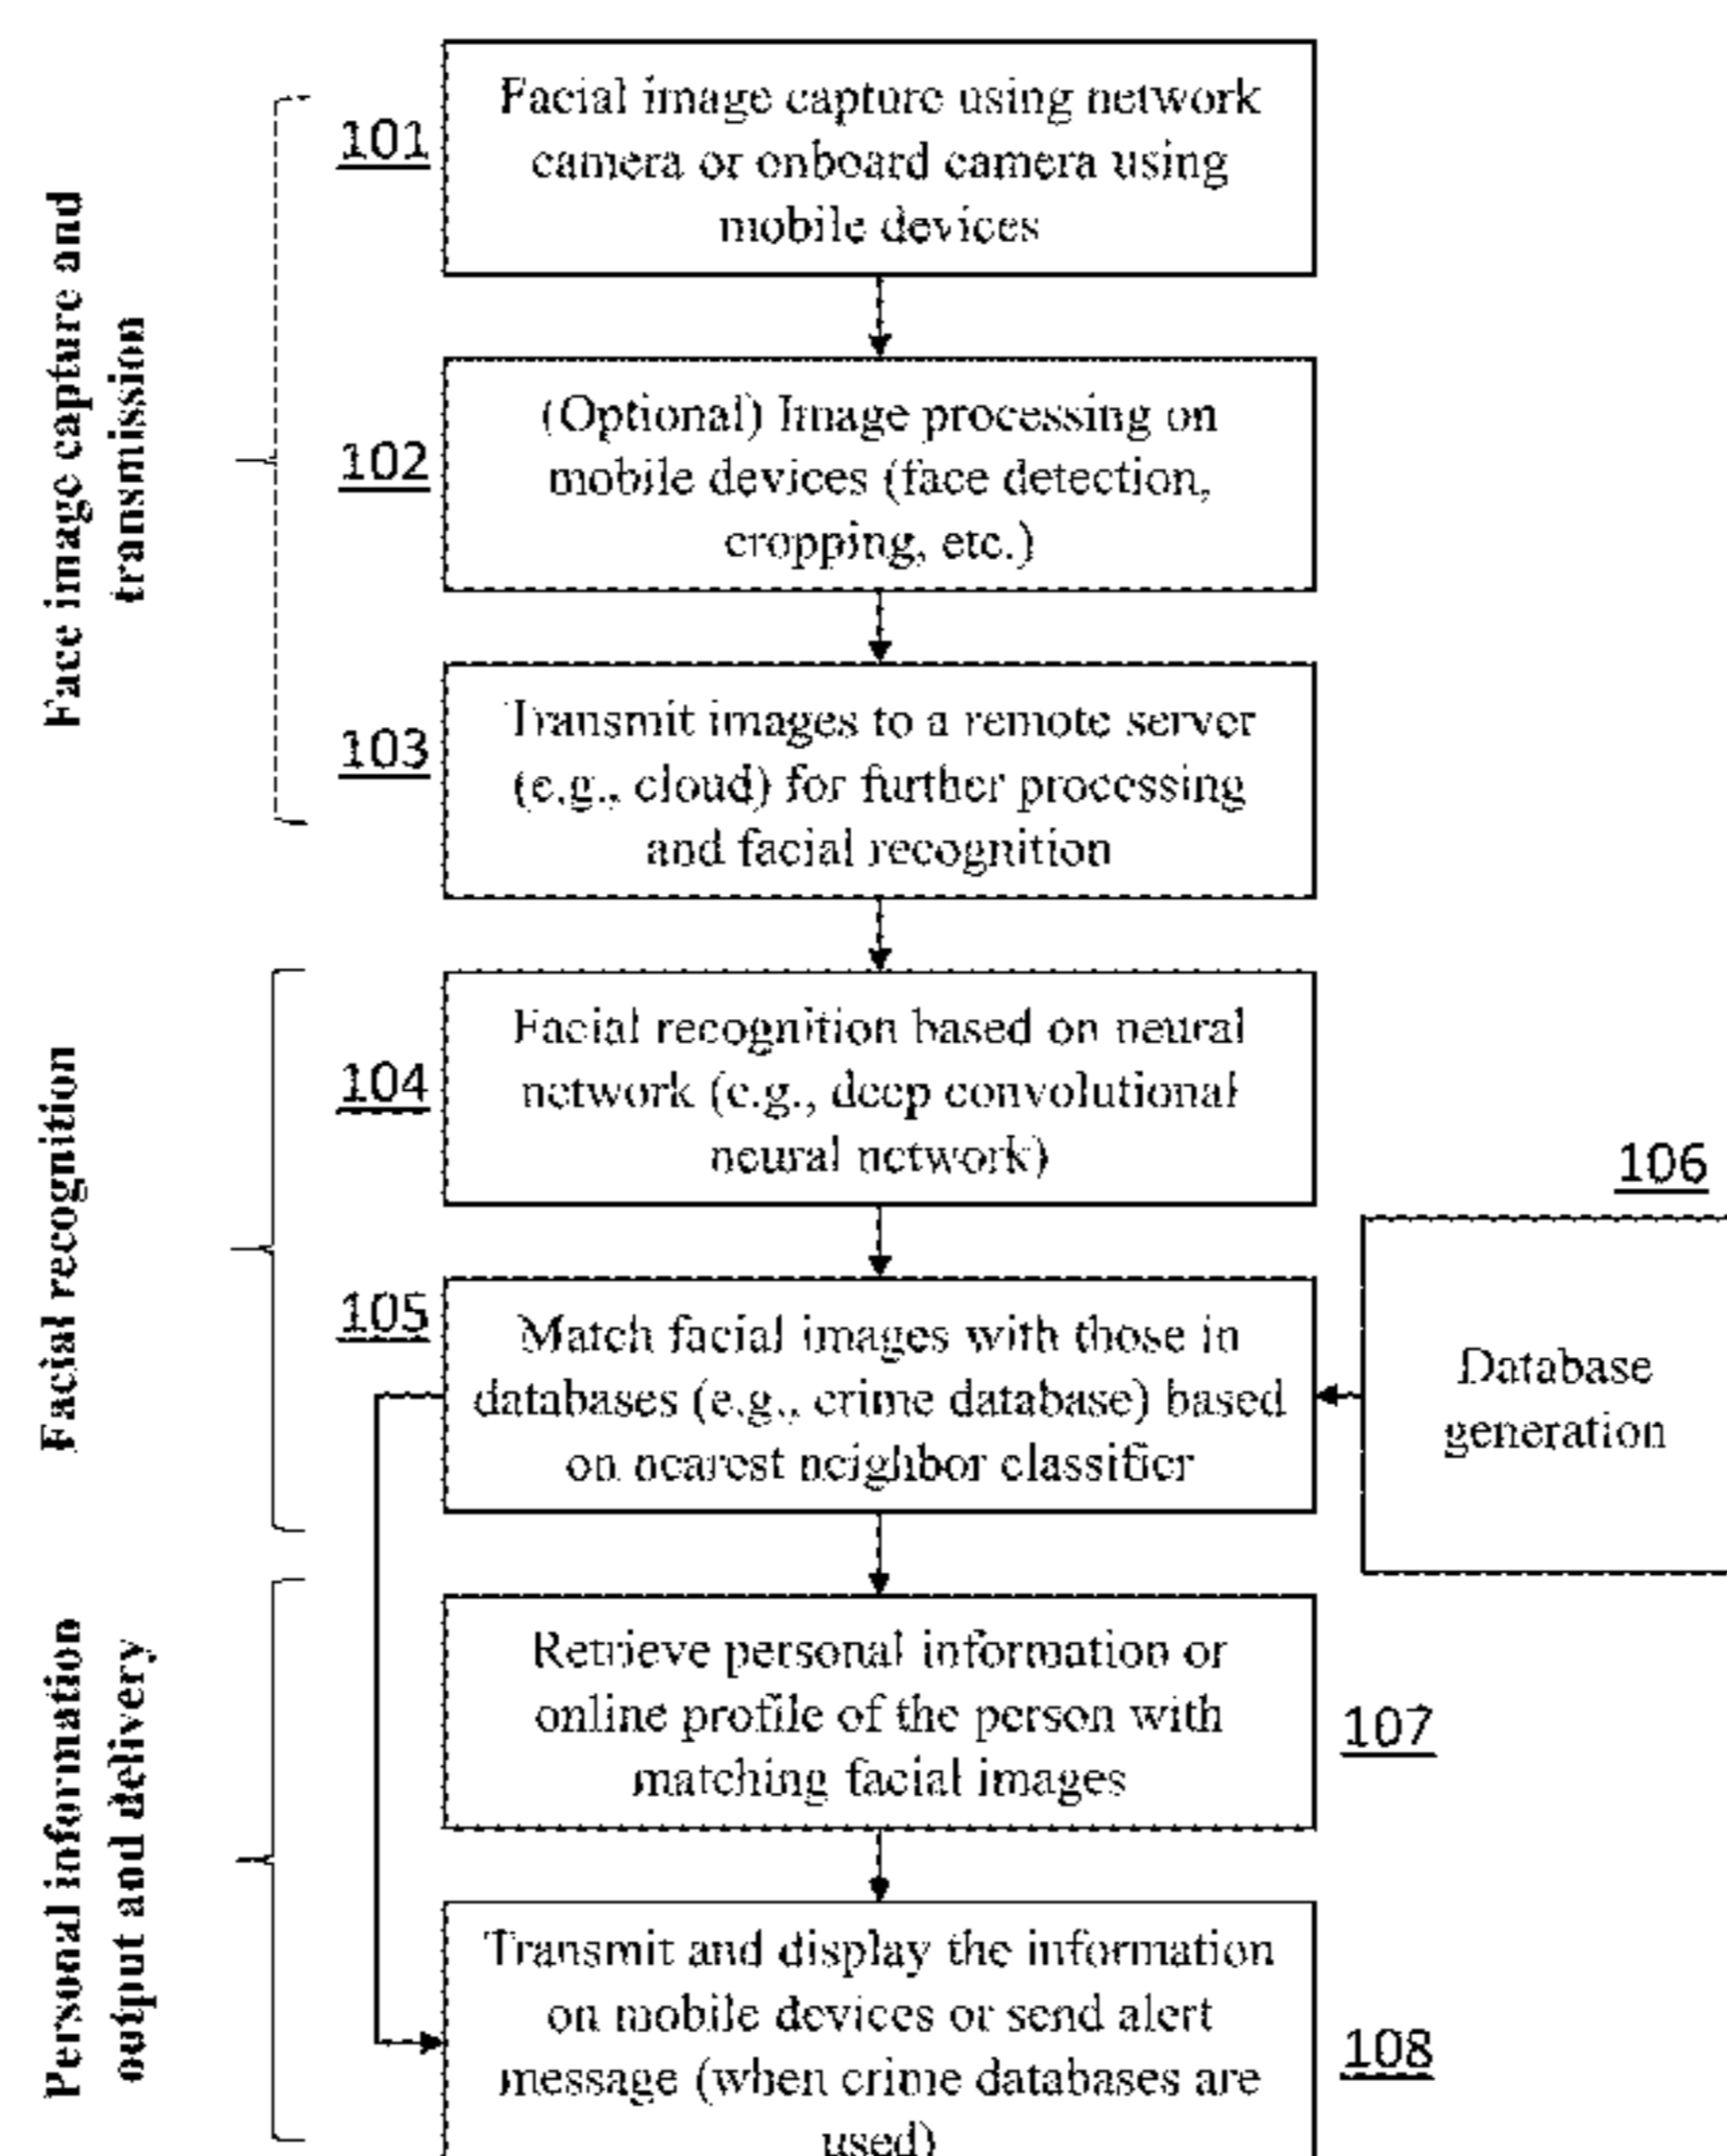 Face image capture and
transmission
101
Facial image capture using network
camera or onboard camera using
mobile devices
102
(Optional) Image processing on
mobile devices (face detection,
cropping, etc.)
103
Transmit images to a remote server
(e.g., cloud) for further processing
and facial recognition
Facial recognition
104
Facial recognition based on neural
network (e.g., deep convolutional
neural network)
105
Match facial images with those in
databases (e.g., crime database) based
on nearest neighbor classifier
106
Database
generation
Personal information
output and delivery
Retrieve personal information or
online profile of the person with
matching facial images
107
Transmit and display the information
on mobile devices or send alert
message (when crime databases are
used)
108